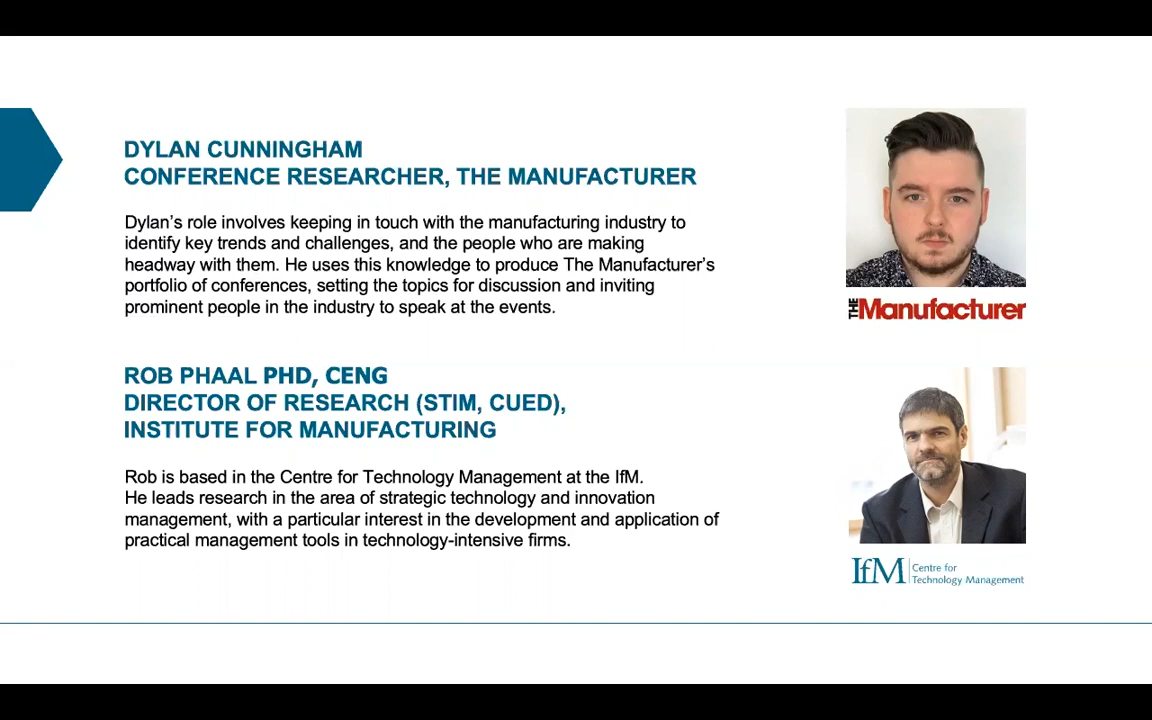 DYLAN CUNNINGHAM
CONFERENCE RESEARCHER, THE MANUFACTURER
Dylan’s role involves keeping in touch with the manufacturing industry to
identify key trends and challenges, and the people who are making
headway with them. He uses this knowledge to produce The Manufacturer’s
portfolio of conferences, setting the topics for discussion and inviting
prominent people in the industry to speak at the events.
THE Manufacturer
ROB PHAAL PHD, CENG
DIRECTOR OF RESEARCH (STIM, CUED),
INSTITUTE FOR MANUFACTURING
Rob is based in the Centre for Technology Management at the IfM.
He leads research in the area of strategic technology and innovation
management, with a particular interest in the development and application of
practical management tools in technology-intensive firms.
IfM Centre for
Technology Management